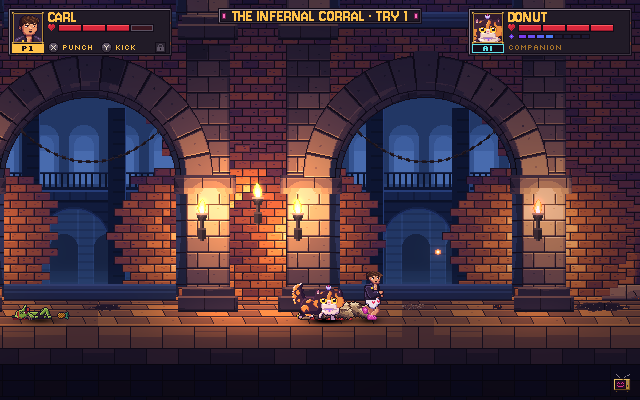 CARL
P1
X PUNCH Y KICK
THE INFERNAL CORRAL · TRY 1
DONUT
AI
COMPANION